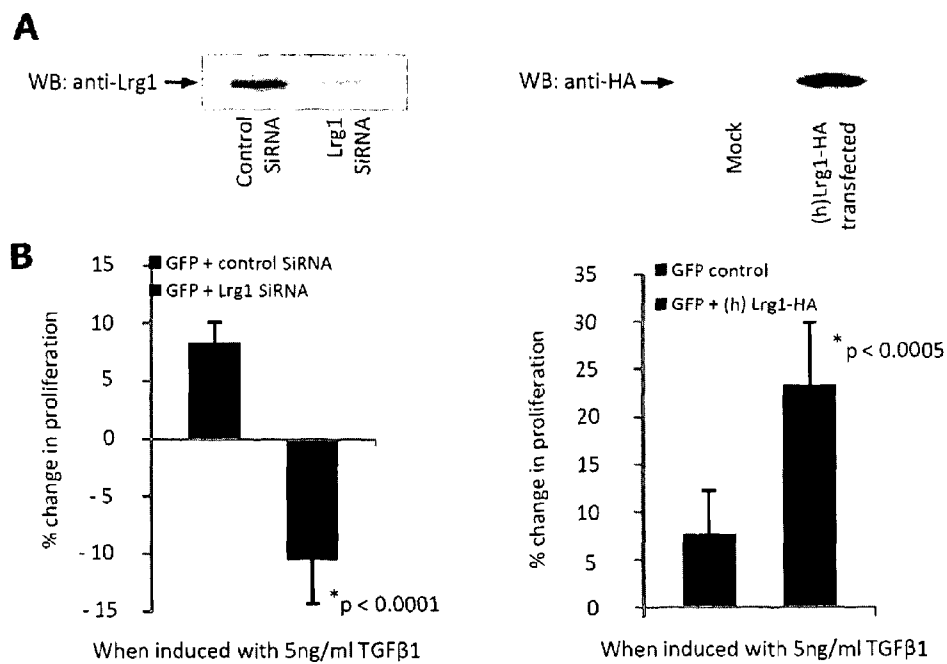 A
WB: anti-Lrg1
Control
SiRNA
Lrg1
SiRNA
WB: anti-HA
Mock
(h)Lrg1-HA
transfected
B
% change in proliferation
15
10
5
0
- 5
- 10
- 15
GFP + control SiRNA
GFP + Lrg1 SiRNA
* p < 0.0001
When induced with 5ng/ml TGFβ1
% change in proliferation
35
30
25
20
15
10
5
0
GFP control
GFP + (h) Lrg1-HA
* p < 0.0005
When induced with 5ng/ml TGFβ1